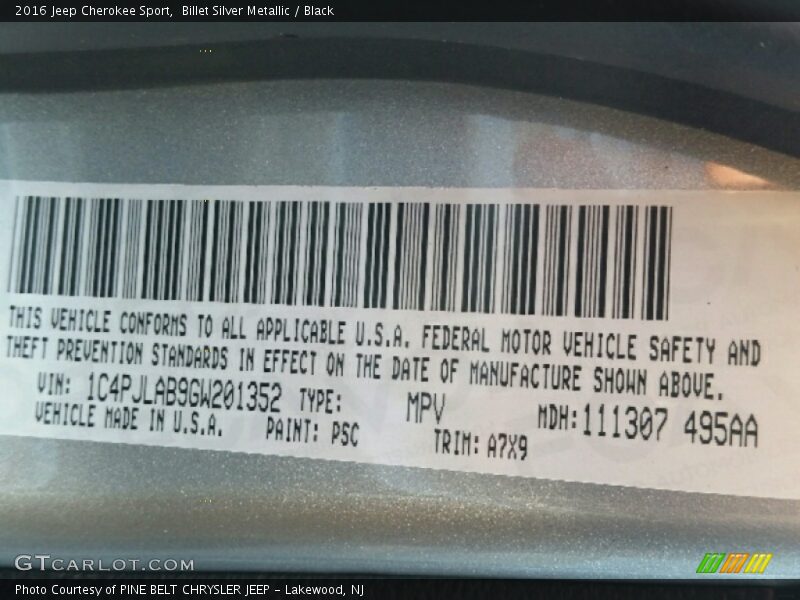 2016 Jeep Cherokee Sport, Billet Silver Metallic / Black
THIS VEHICLE CONFORMS TO ALL APPLICABLE U.S.A. FEDERAL MOTOR VEHICLE SAFETY AND
THEFT PREVENTION STANDARDS IN EFFECT ON THE DATE OF MANUFACTURE SHOWN ABOVE.
VIN: 1C4PJLAB9GW201352 TYPE: MPV MDH: 111307 495AA
VEHICLE MADE IN U.S.A. PAINT: PSC TRIM: A7X9
GTCARLOT.COM
Photo Courtesy of PINE BELT CHRYSLER JEEP - Lakewood, NJ